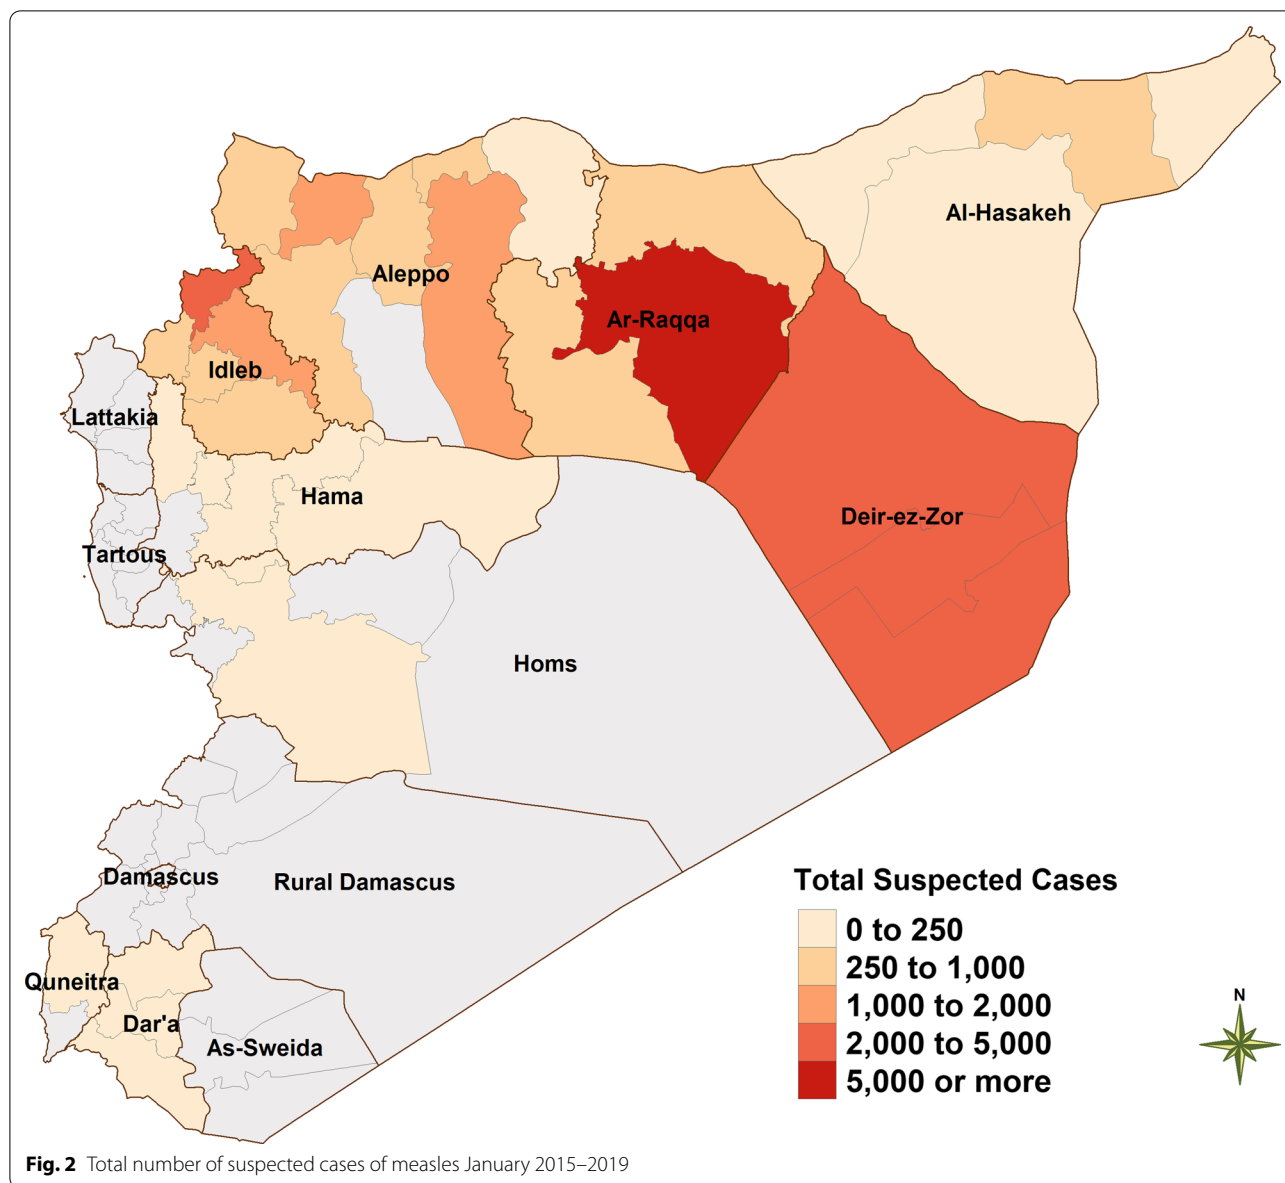 Al-Hasakeh
Aleppo
Ar-Raqqa
Idleb
Lattakia
Hama
Deir-ez-Zor
Tartous
Homs
Damascus
Rural Damascus
Quneitra
Dar'a
As-Sweida
Total Suspected Cases
0 to 250
250 to 1,000
1,000 to 2,000
2,000 to 5,000
5,000 or more
N
Fig. 2 Total number of suspected cases of measles January 2015–2019